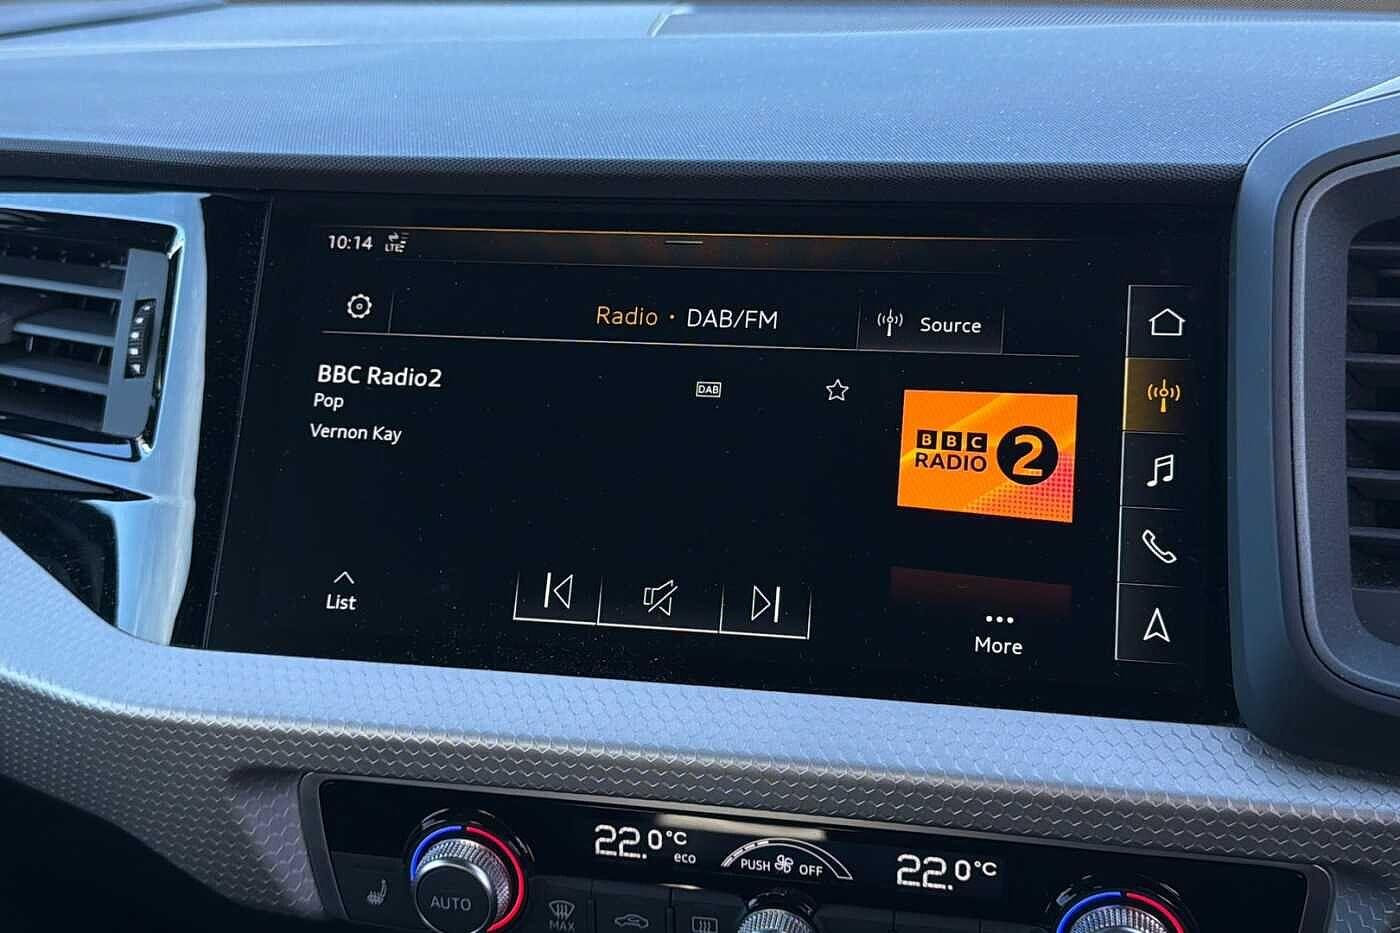 10:14 LTE
Radio · DAB/FM
Source
BBC Radio2
Pop
Vernon Kay
DAB
BBC
RADIO 2
List
More
22.0°C
eco
PUSH OFF
22.0°C
AUTO
MAX